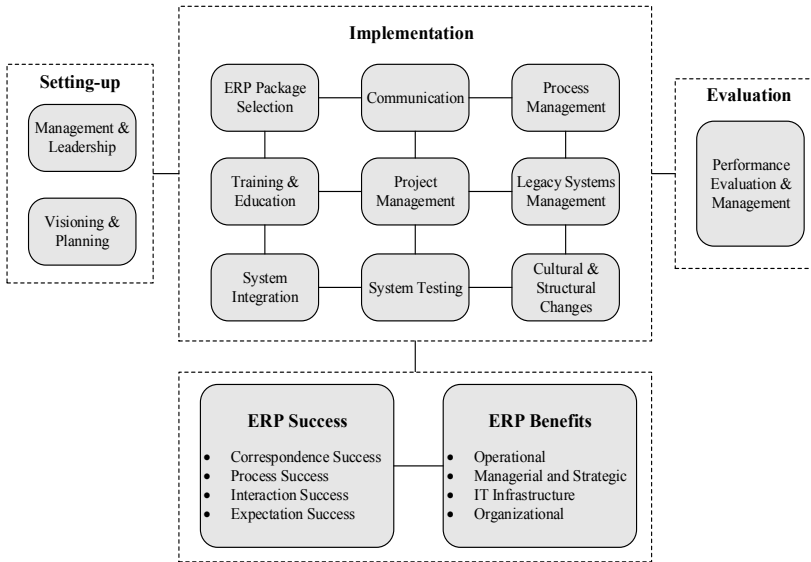 Implementation
Setting-up
Management &
Leadership
Visioning &
Planning
ERP Package
Selection
Communication
Process
Management
Training &
Education
Project
Management
Legacy Systems
Management
System
Integration
System Testing
Cultural &
Structural
Changes
Evaluation
Performance
Evaluation &
Management
ERP Success
• Correspondence Success
• Process Success
• Interaction Success
• Expectation Success
ERP Benefits
• Operational
• Managerial and Strategic
• IT Infrastructure
• Organizational